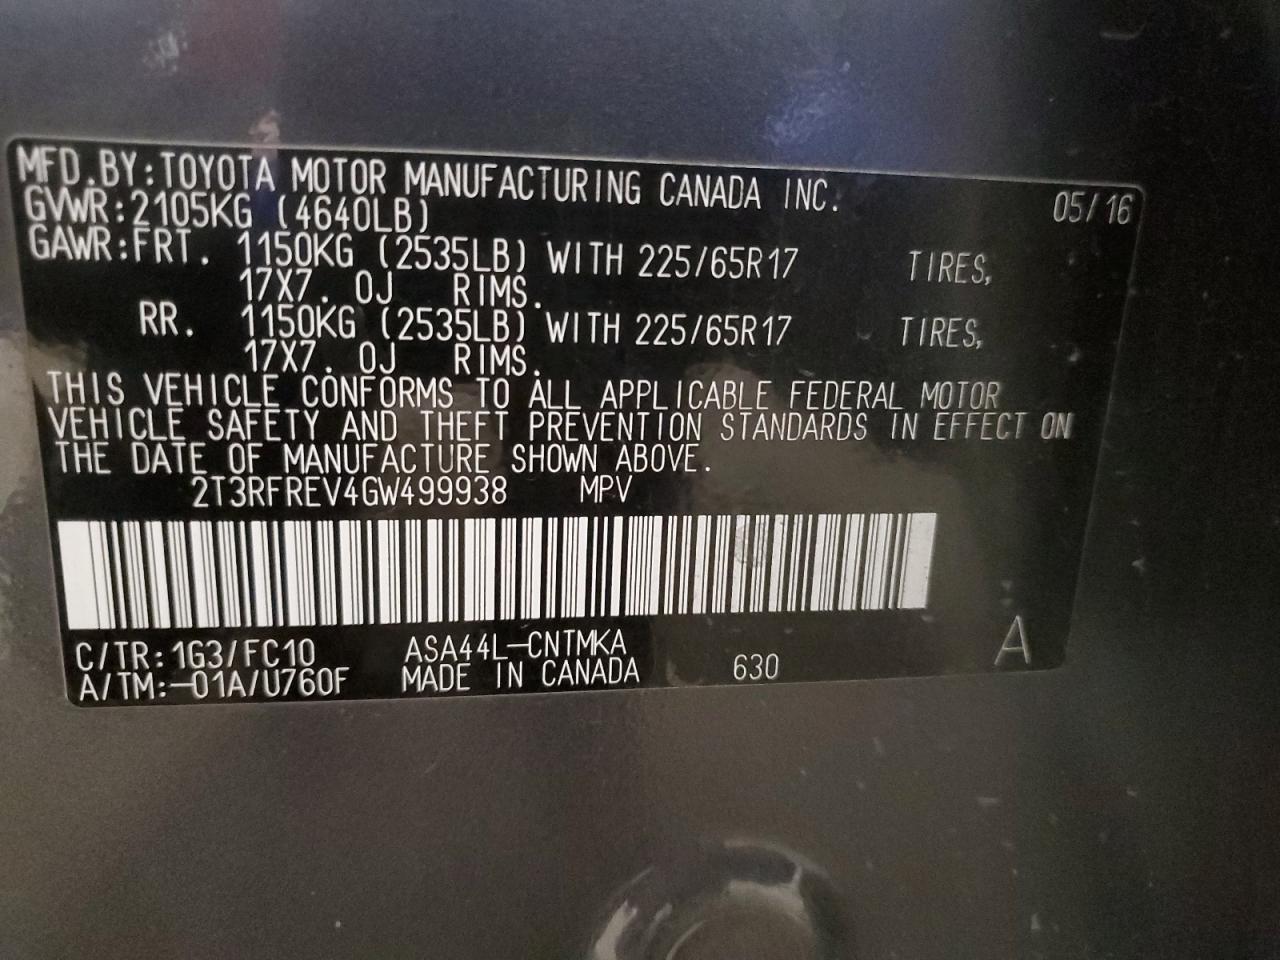 MFD.BY:TOYOTA MOTOR MANUFACTURING CANADA INC. 05/16
GVWR:2105KG (4640LB)
GAWR:FRT. 1150KG (2535LB) WITH 225/65R17 TIRES,
17X7. 0J RIMS.
RR. 1150KG (2535LB) WITH 225/65R17 TIRES,
17X7. 0J RIMS.
THIS VEHICLE CONFORMS TO ALL APPLICABLE FEDERAL MOTOR
VEHICLE SAFETY AND THEFT PREVENTION STANDARDS IN EFFECT ON
THE DATE OF MANUFACTURE SHOWN ABOVE.
2T3RFREV4GW499938 MPV
C/TR:1G3/FC10 ASA44L-CNTMKA
A/TM:-01A/U760F MADE IN CANADA 630 A